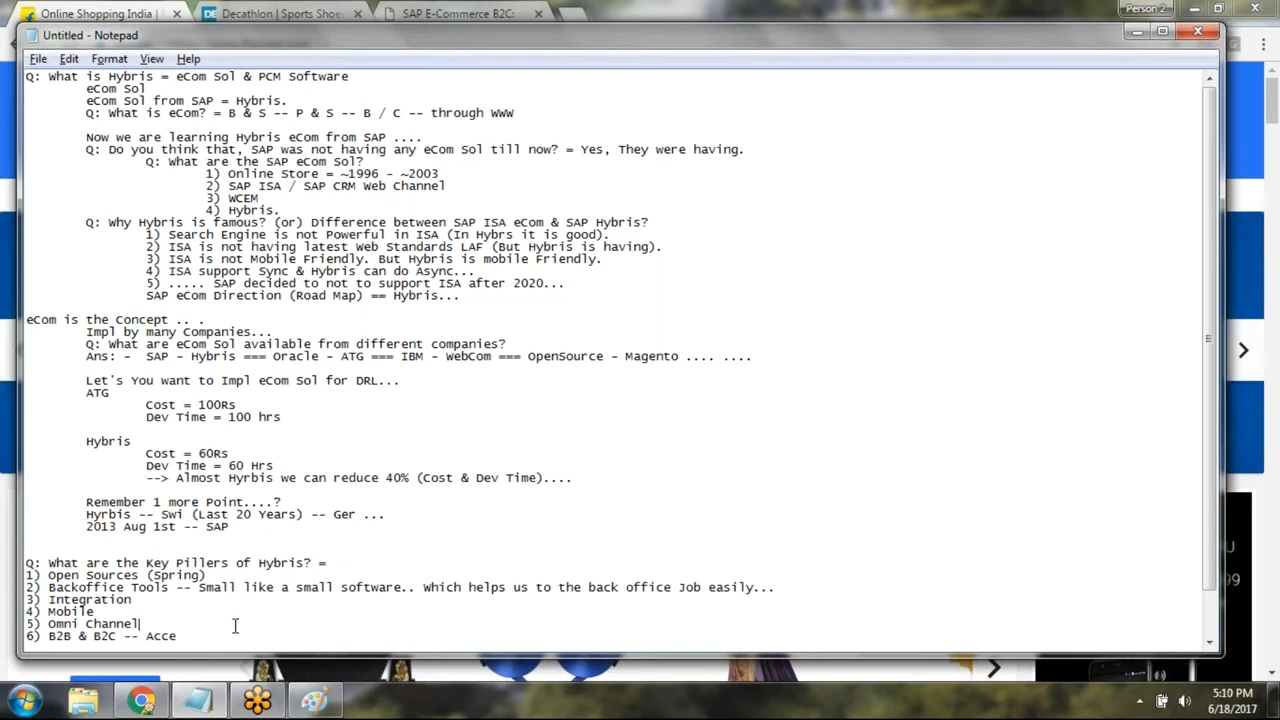 Online Shopping India |
DE Decathlon | Sports Shoe
SAP E-Commerce B2C:
Person 2
Untitled - Notepad
File Edit Format View Help
Q: What is Hybris = eCom Sol & PCM Software
eCom Sol
eCom Sol from SAP = Hybris.
Q: What is eCom? = B & S -- P & S -- B / C -- through WWW
Now we are learning Hybris eCom from SAP ....
Q: Do you think that, SAP was not having any eCom Sol till now? = Yes, They were having.
Q: What are the SAP eCom Sol?
1) Online Store = ~1996 - ~2003
2) SAP ISA / SAP CRM Web Channel
3) WCEM
4) Hybris.
Q: Why Hybris is famous? (or) Difference between SAP ISA eCom & SAP Hybris?
1) Search Engine is not Powerful in ISA (In Hybrs it is good).
2) ISA is not having latest Web Standards LAF (But Hybris is having).
3) ISA is not Mobile Friendly. But Hybris is mobile Friendly.
4) ISA support Sync & Hybris can do Async...
5) ..... SAP decided to not to support ISA after 2020...
SAP eCom Direction (Road Map) == Hybris...
eCom is the Concept .. .
Impl by many Companies...
Q: What are eCom Sol available from different companies?
Ans: - SAP - Hybris === Oracle - ATG === IBM - WebCom === OpenSource - Magento .... ....
Let's You want to Impl eCom Sol for DRL...
ATG
Cost = 100Rs
Dev Time = 100 hrs
Hybris
Cost = 60Rs
Dev Time = 60 Hrs
--> Almost Hyrbis we can reduce 40% (Cost & Dev Time)....
Remember 1 more Point....?
Hyrbis -- Swi (Last 20 Years) -- Ger ...
2013 Aug 1st -- SAP
Q: What are the Key Pillers of Hybris? =
1) Open Sources (Spring)
2) Backoffice Tools -- Small like a small software.. Which helps us to the back office Job easily...
3) Integration
4) Mobile
5) Omni Channel
6) B2B & B2C -- Acce
5:10 PM
6/18/2017